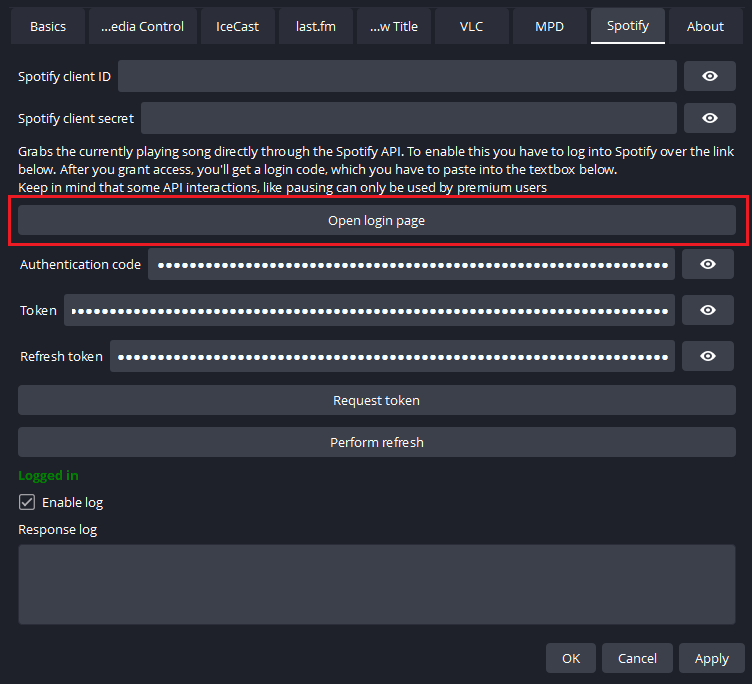 Basics ...edia Control IceCast last.fm ...w Title VLC MPD Spotify About
Spotify client ID
Spotify client secret
Grabs the currently playing song directly through the Spotify API. To enable this you have to log into Spotify over the link
below. After you grant access, you'll get a login code, which you have to paste into the textbox below.
Keep in mind that some API interactions, like pausing can only be used by premium users
Open login page
Authentication code
Token
Refresh token
Request token
Perform refresh
Logged in
Enable log
Response log
OK Cancel Apply